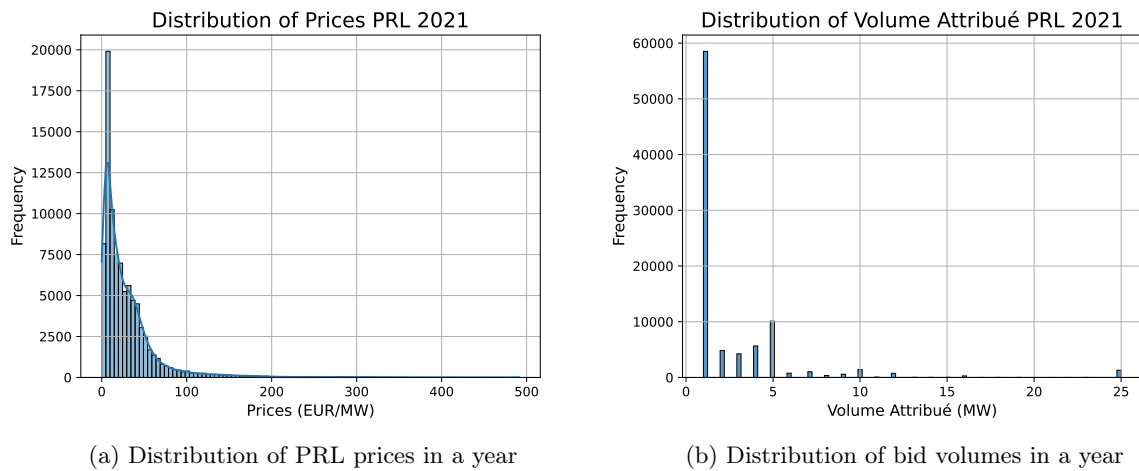 Distribution of Prices PRL 2021
20000
17500
15000
12500
10000
7500
5000
2500
0
Frequency
0 100 200 300 400 500
Prices (EUR/MW)
(a) Distribution of PRL prices in a year
Distribution of Volume Attribué PRL 2021
60000
50000
40000
30000
20000
10000
0
Frequency
0 5 10 15 20 25
Volume Attribué (MW)
(b) Distribution of bid volumes in a year